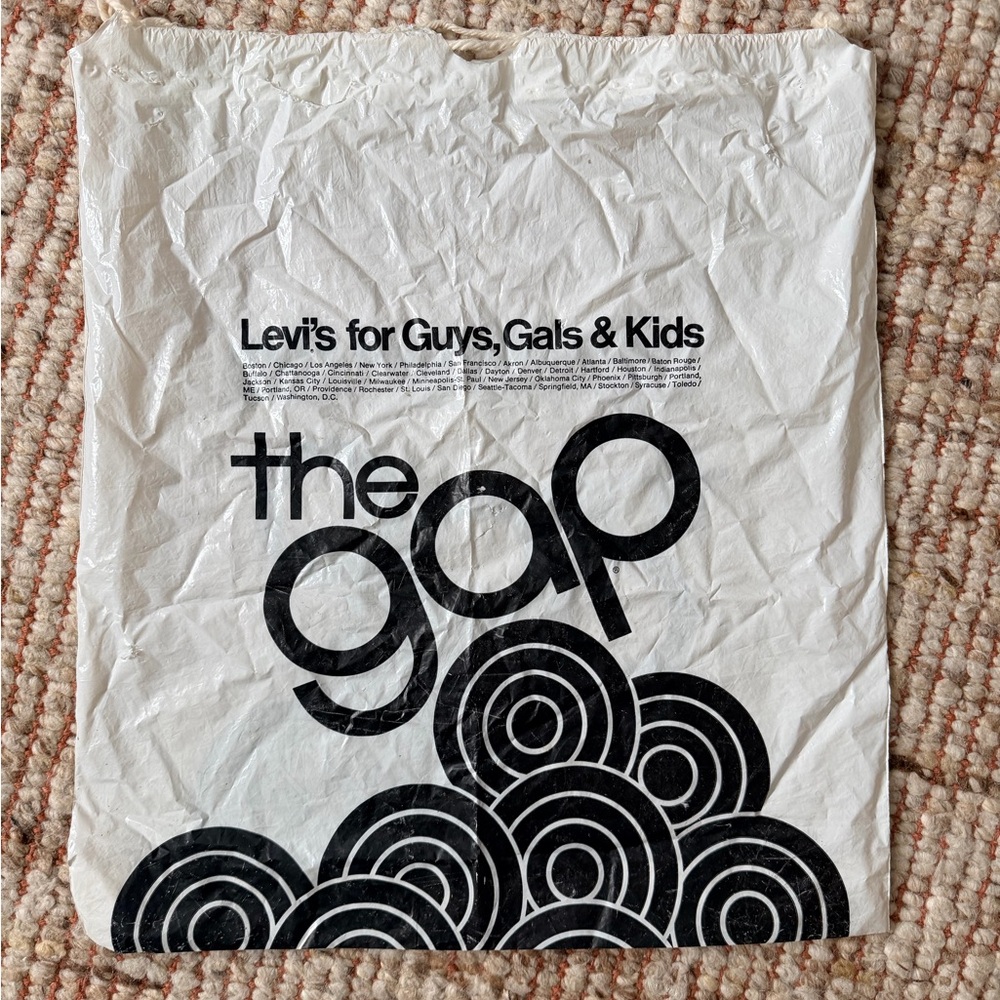 Levi's for Guys, Gals & Kids
Boston / Chicago / Los Angeles / New York / Philadelphia / San Francisco / Akron / Albuquerque / Atlanta / Baltimore / Baton Rouge /
Buffalo / Chattanooga / Cincinnati / Clearwater / Cleveland / Dallas / Dayton / Denver / Detroit / Hartford / Houston / Indianapolis /
Jackson / Kansas City / Louisville / Milwaukee / Minneapolis-St. Paul / New Jersey / Oklahoma City / Phoenix / Pittsburgh / Portland,
ME / Portland, OR / Providence / Rochester / St. Louis / San Diego / Seattle-Tacoma / Springfield, MA / Stockton / Syracuse / Toledo /
Tucson / Washington, D.C.
the
gap®